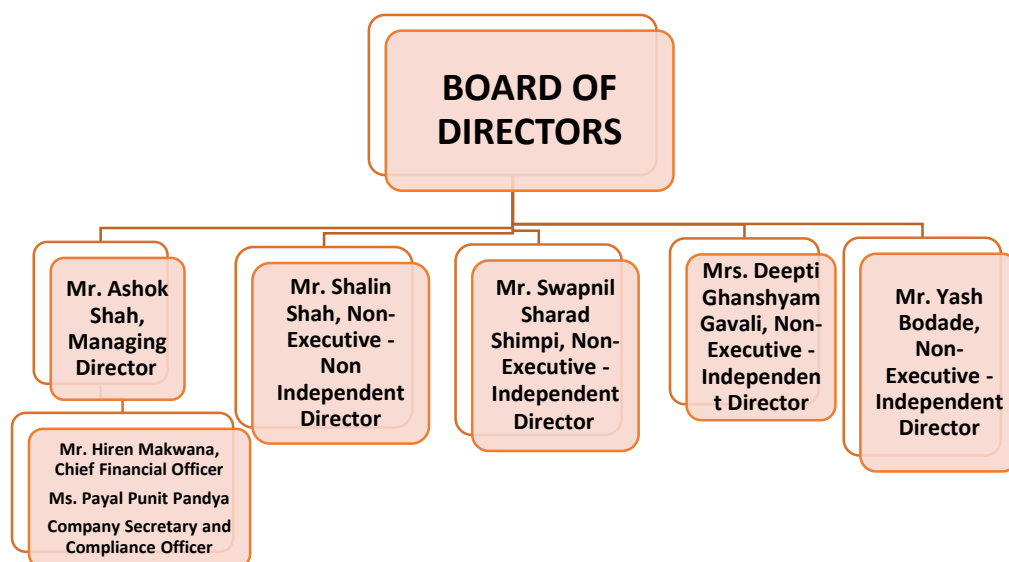 BOARD OF
DIRECTORS
Mr. Ashok
Shah,
Managing
Director
Mr. Shalin
Shah, Non-
Executive -
Non
Independent
Director
Mr. Swapnil
Sharad
Shimpi, Non-
Executive -
Independent
Director
Mrs. Deepti
Ghanshyam
Gavali, Non-
Executive -
Independen
t Director
Mr. Yash
Bodade,
Non-
Executive -
Independent
Director
Mr. Hiren Makwana,
Chief Financial Officer
Ms. Payal Punit Pandya
Company Secretary and
Compliance Officer